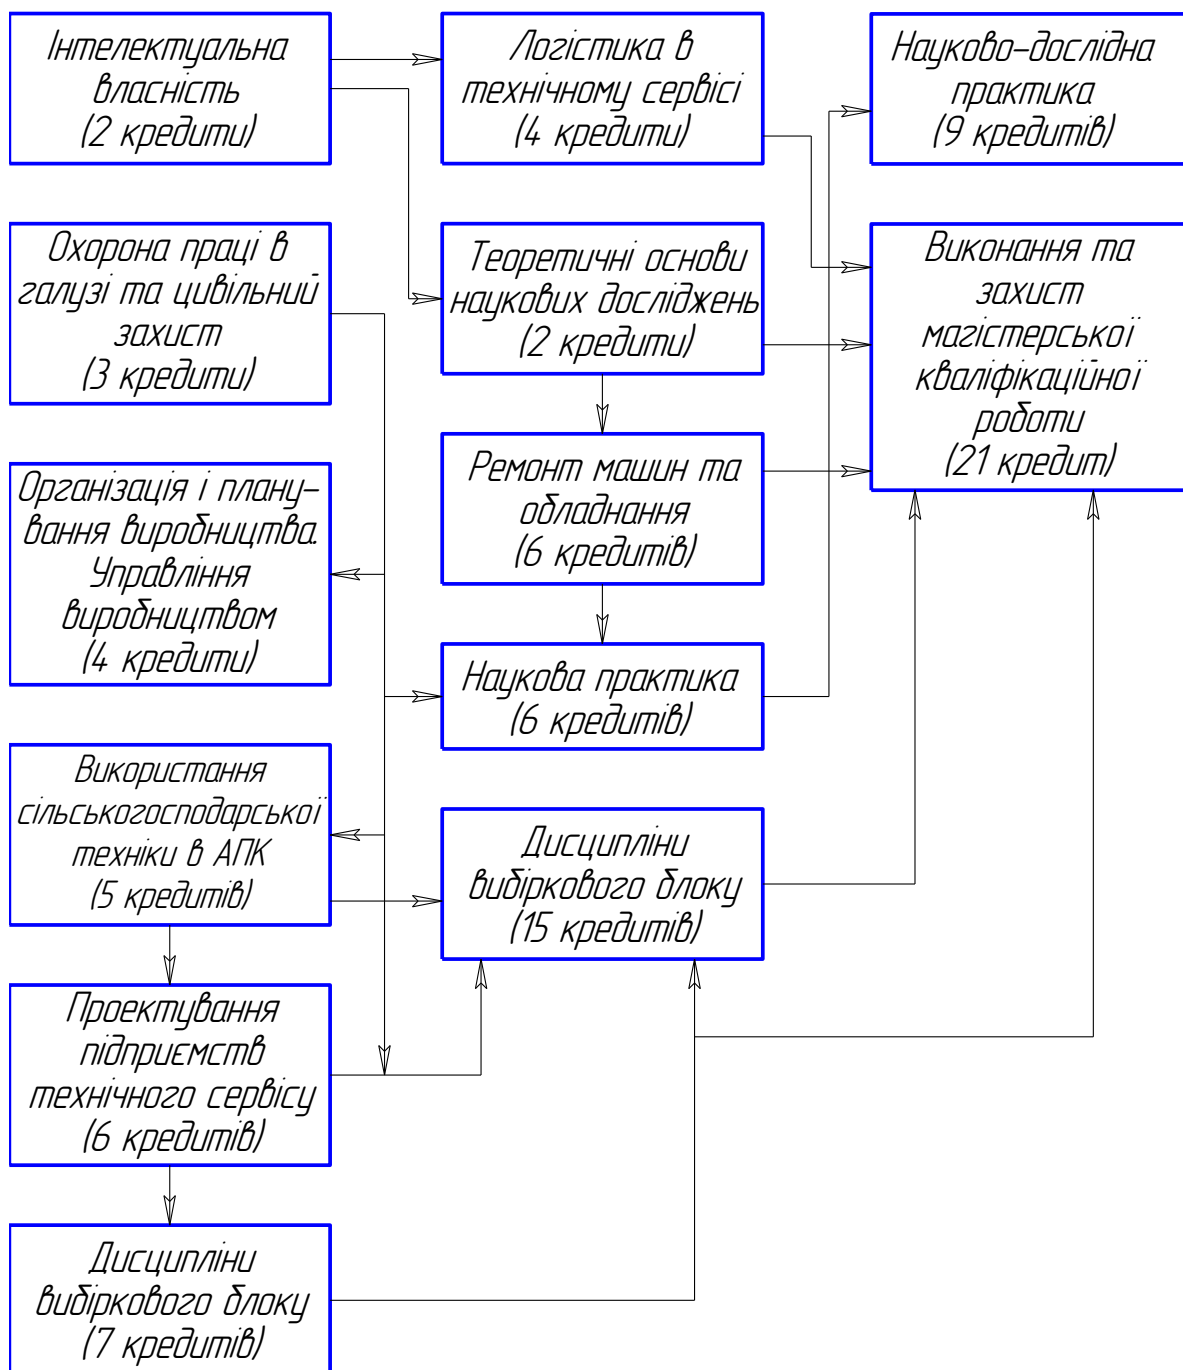 Інтелектуальна
власність
(2 кредити)
Охорона праці в
галузі та цивільний
захист
(3 кредити)
Організація і плану-
вання виробництва.
Управління
виробництвом
(4 кредити)
Використання
сільськогосподарської
техніки в АПК
(5 кредитів)
Проектування
підприємств
технічного сервісу
(6 кредитів)
Дисципліни
вибіркового блоку
(7 кредитів)
Логістика в
технічному сервісі
(4 кредити)
Теоретичні основи
наукових досліджень
(2 кредити)
Ремонт машин та
обладнання
(6 кредитів)
Наукова практика
(6 кредитів)
Дисципліни
вибіркового блоку
(15 кредитів)
Науково-дослідна
практика
(9 кредитів)
Виконання та
захист
магістерської
кваліфікаційної
роботи
(21 кредит)